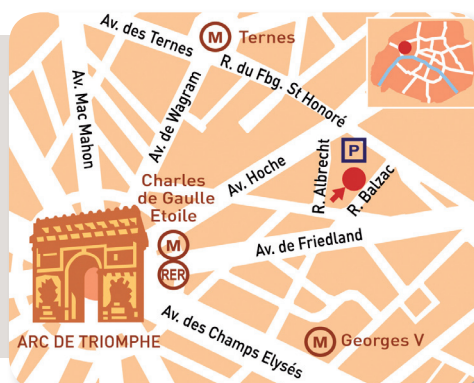 Av. des Ternes
M Ternes
R. du Fbg. St Honoré
Av. Mac Mahon
Av. de Wagram
P
R. Albrecht
R. Balzac
Av. Hoche
Charles
de Gaulle
Etoile
M
RER
Av. de Friedland
Av. des Champs Elysés
M Georges V
ARC DE TRIOMPHE